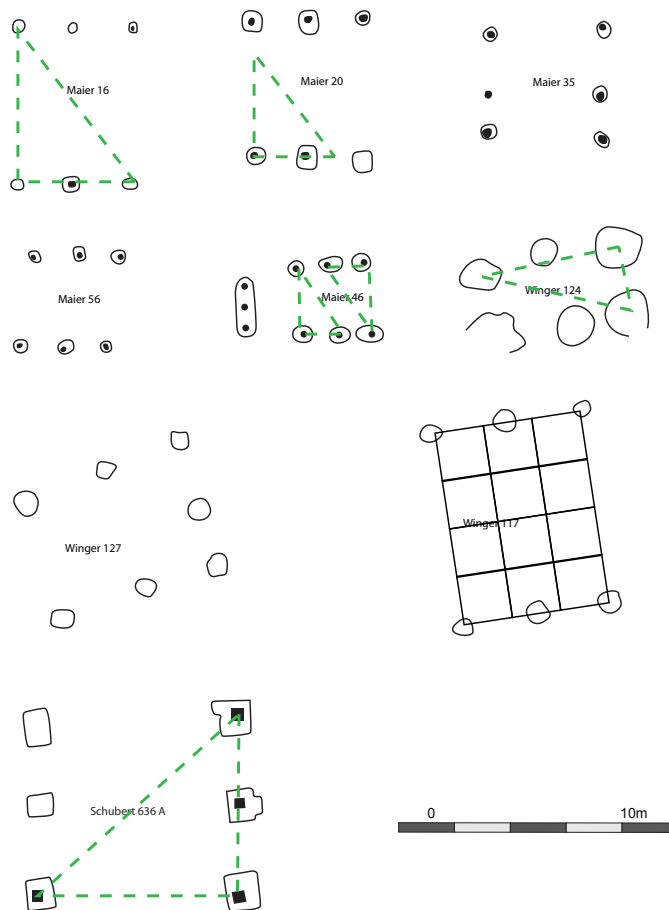 Maier 16
Maier 20
Maier 35
Maier 56
Maier 46
Winger 124
Winger 127
Winger 117
Schubert 636 A
0 10m